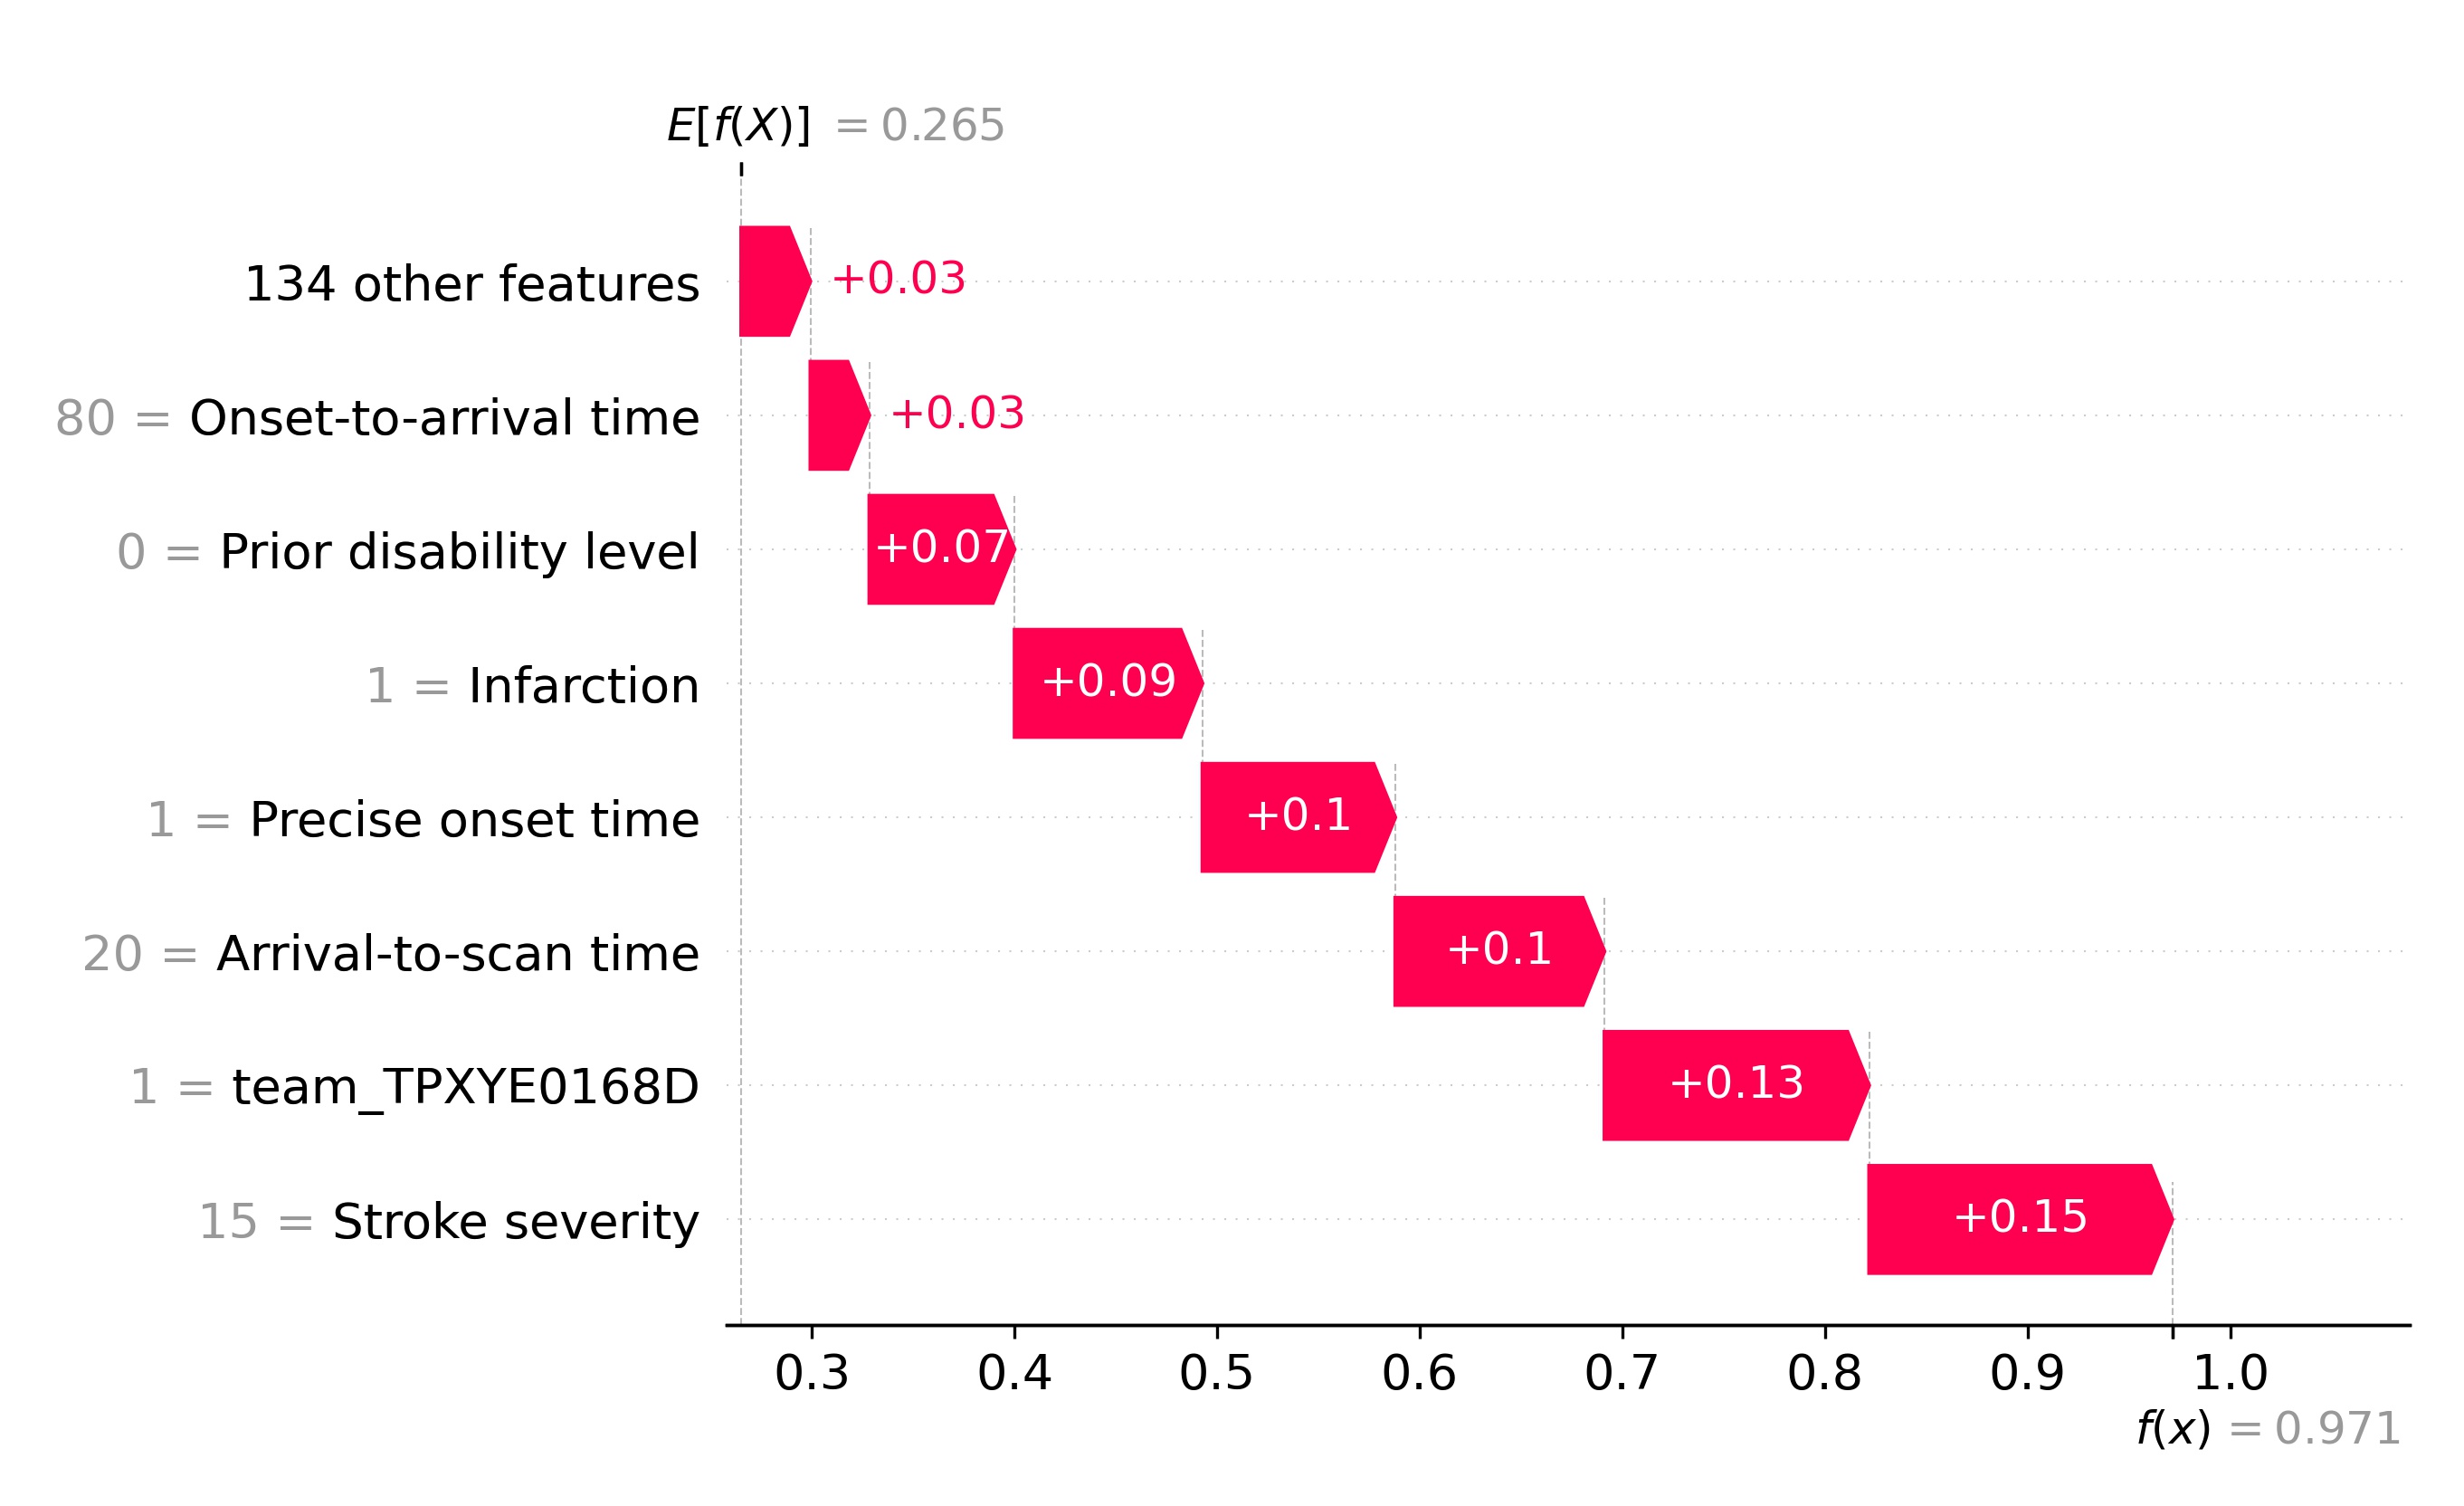 E[f(X)] = 0.265
134 other features +0.03
80 = Onset-to-arrival time +0.03
0 = Prior disability level +0.07
1 = Infarction +0.09
1 = Precise onset time +0.1
20 = Arrival-to-scan time +0.1
1 = team_TPXYE0168D +0.13
15 = Stroke severity +0.15
0.3 0.4 0.5 0.6 0.7 0.8 0.9 1.0
f(x) = 0.971